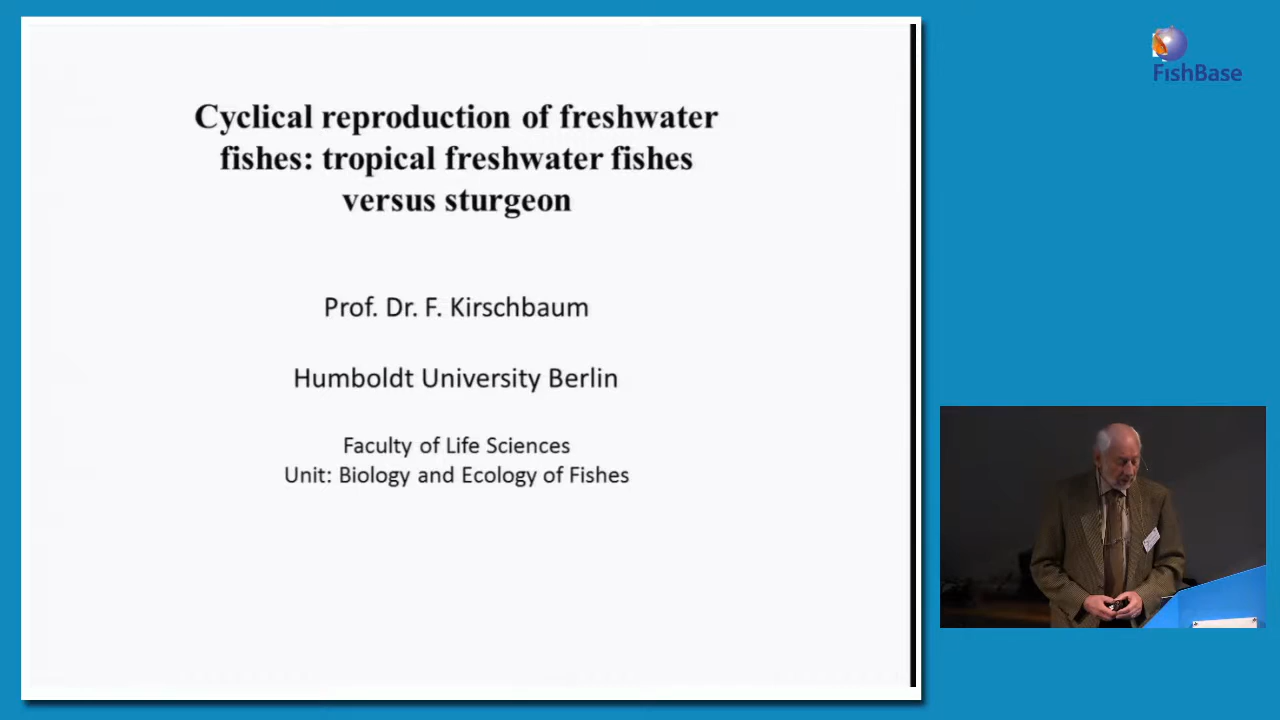 Cyclical reproduction of freshwater
fishes: tropical freshwater fishes
versus sturgeon
Prof. Dr. F. Kirschbaum
Humboldt University Berlin
Faculty of Life Sciences
Unit: Biology and Ecology of Fishes
FishBase